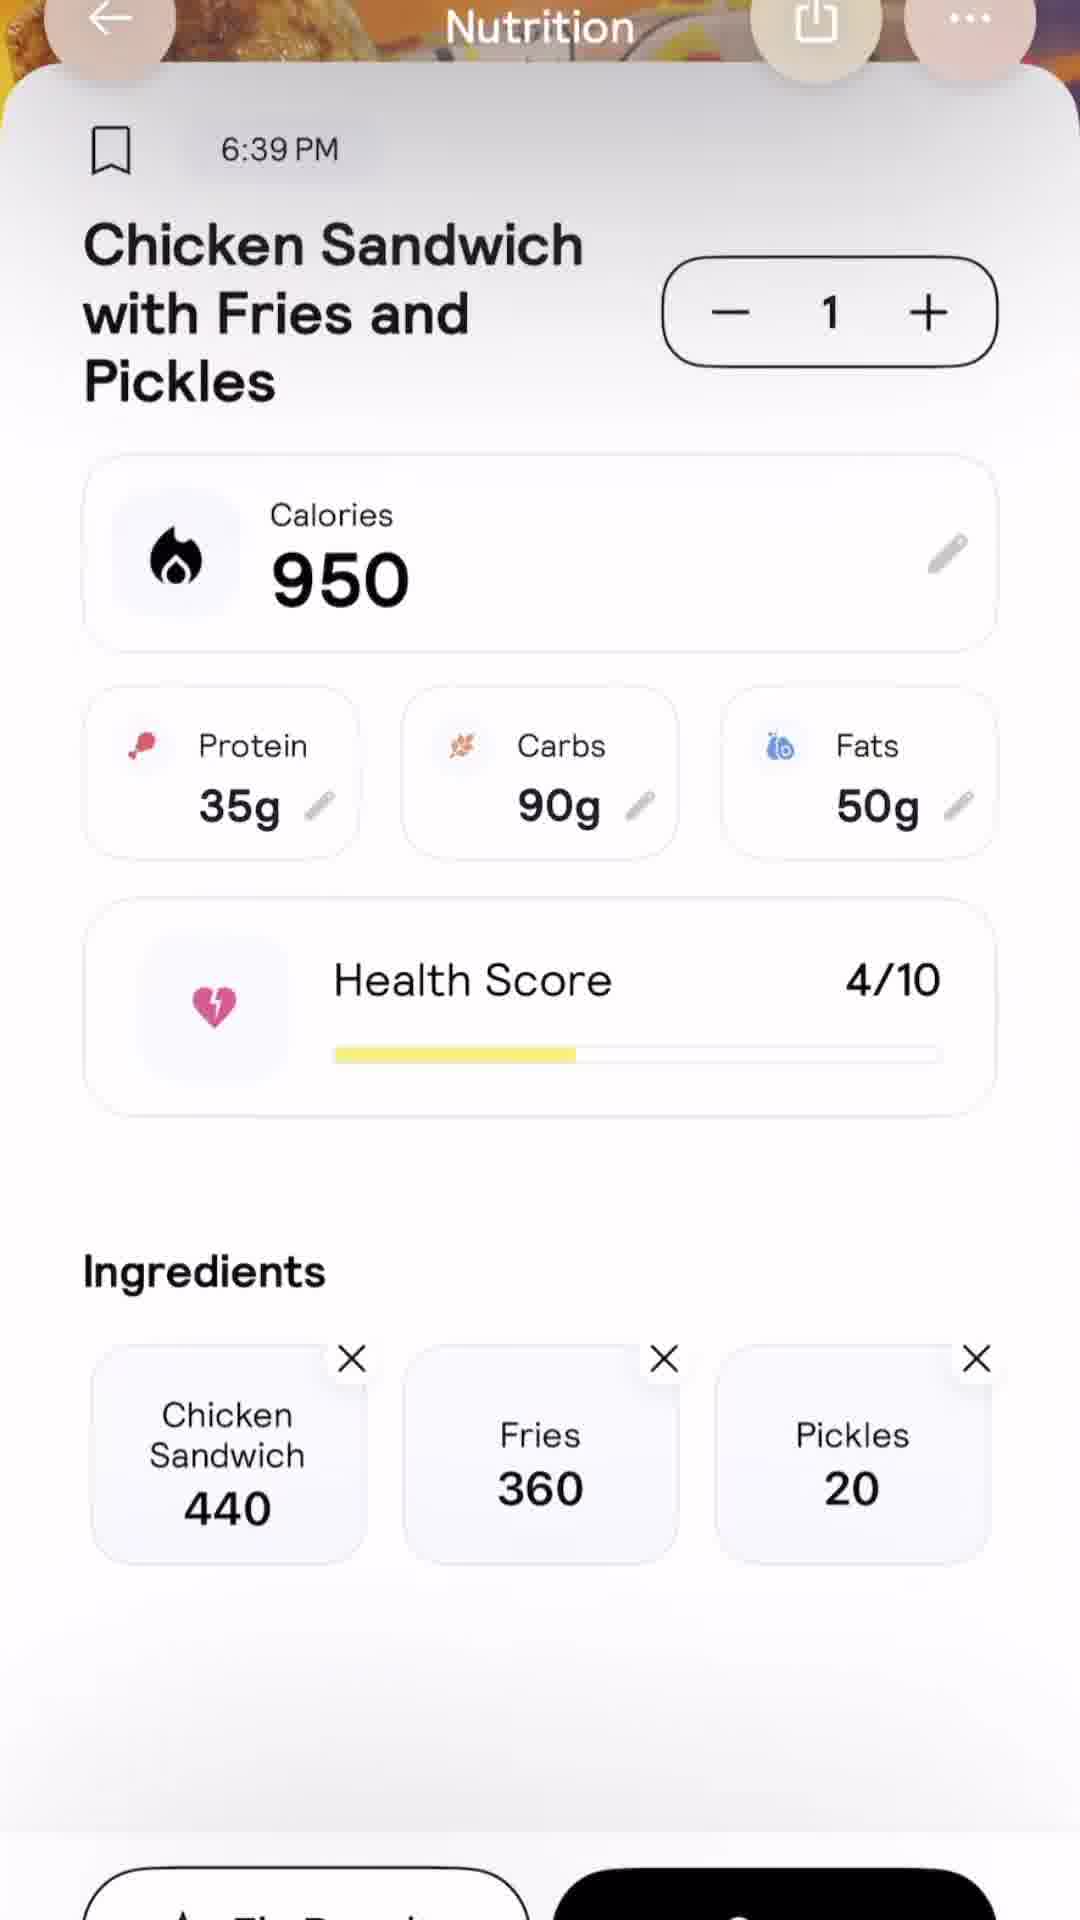 Nutrition
6:39 PM
Chicken Sandwich
with Fries and
Pickles
1
Calories
950
Protein
35g
Carbs
90g
Fats
50g
Health Score
4/10
Ingredients
Chicken
Sandwich
440
Fries
360
Pickles
20